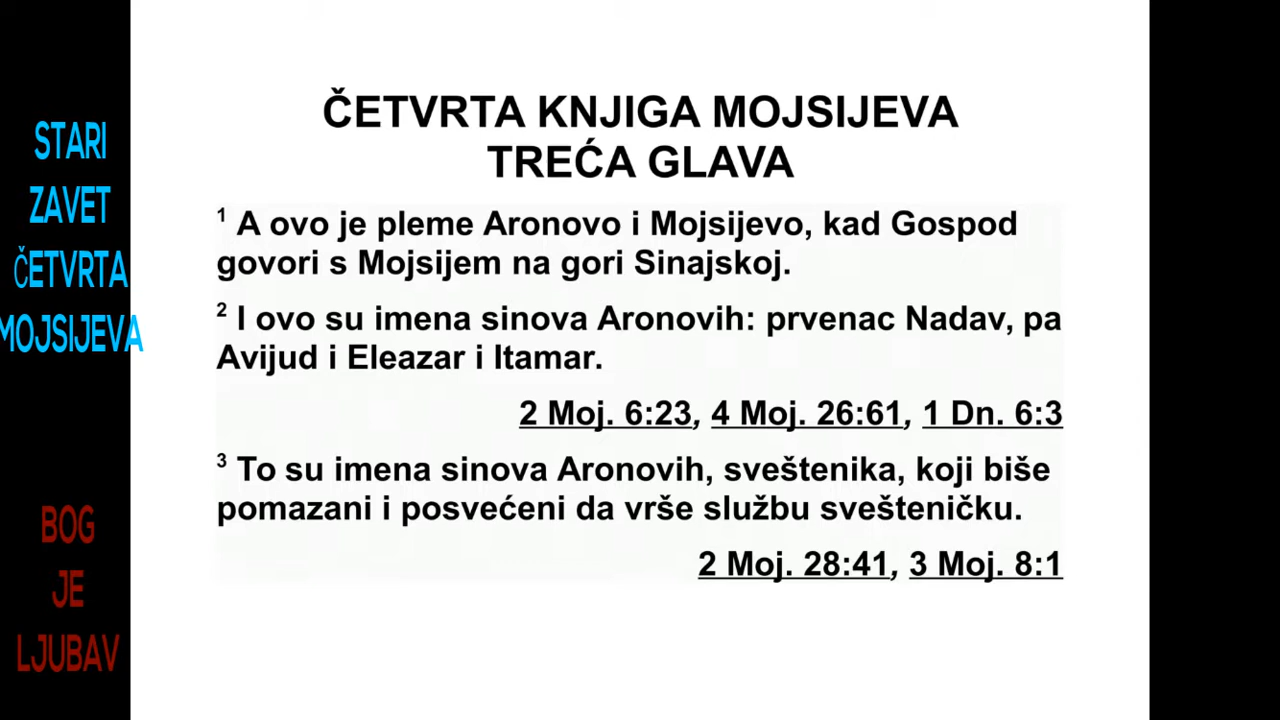 STARI
ZAVET
ČETVRTA
MOJSIJEVA
BOG
JE
LJUBAV
ČETVRTA KNJIGA MOJSIJEVA
TREĆA GLAVA
1 A ovo je pleme Aronovo i Mojsijevo, kad Gospod
govori s Mojsijem na gori Sinajskoj.
2 I ovo su imena sinova Aronovih: prvenac Nadav, pa
Avijud i Eleazar i Itamar.
2 Moj. 6:23, 4 Moj. 26:61, 1 Dn. 6:3
3 To su imena sinova Aronovih, sveštenika, koji biše
pomazani i posvećeni da vrše službu svešteničku.
2 Moj. 28:41, 3 Moj. 8:1